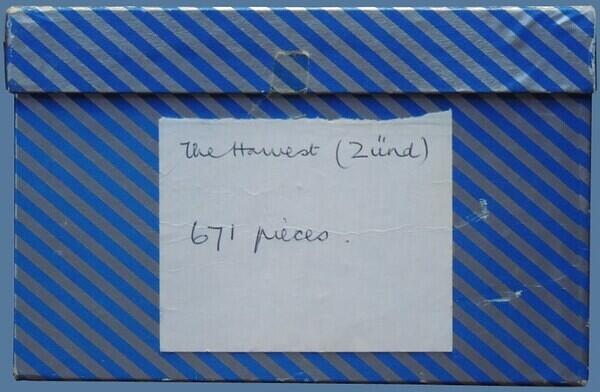 The Harvest (Zünd)
671 pieces.